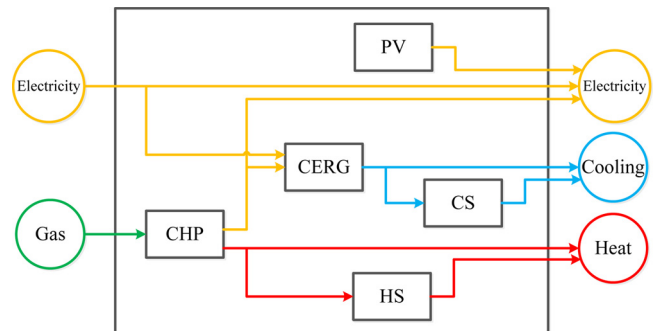 PV
Electricity
Electricity
CERG
Cooling
CS
Gas
CHP
Heat
HS